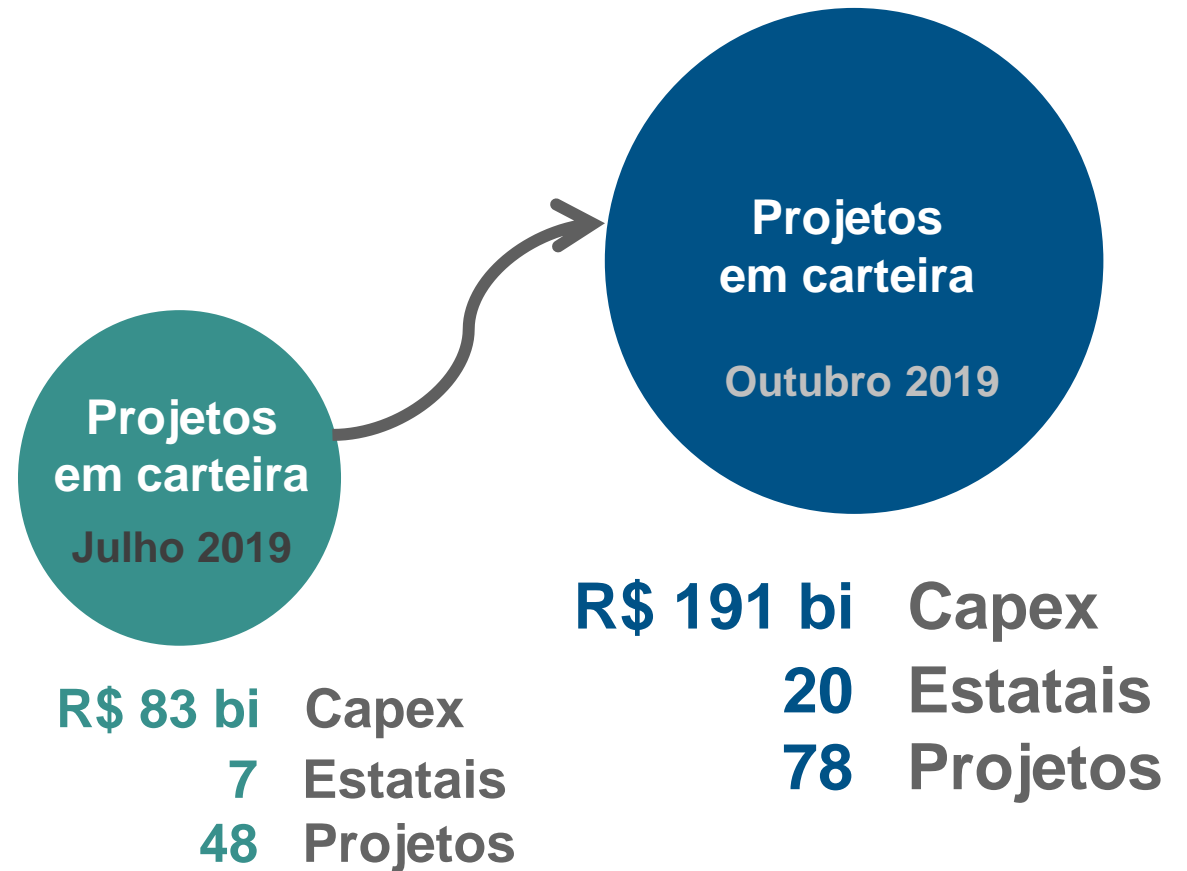 Projetos
em carteira
Julho 2019
R$ 83 bi Capex
7 Estatais
48 Projetos
Projetos
em carteira
Outubro 2019
R$ 191 bi Capex
20 Estatais
78 Projetos